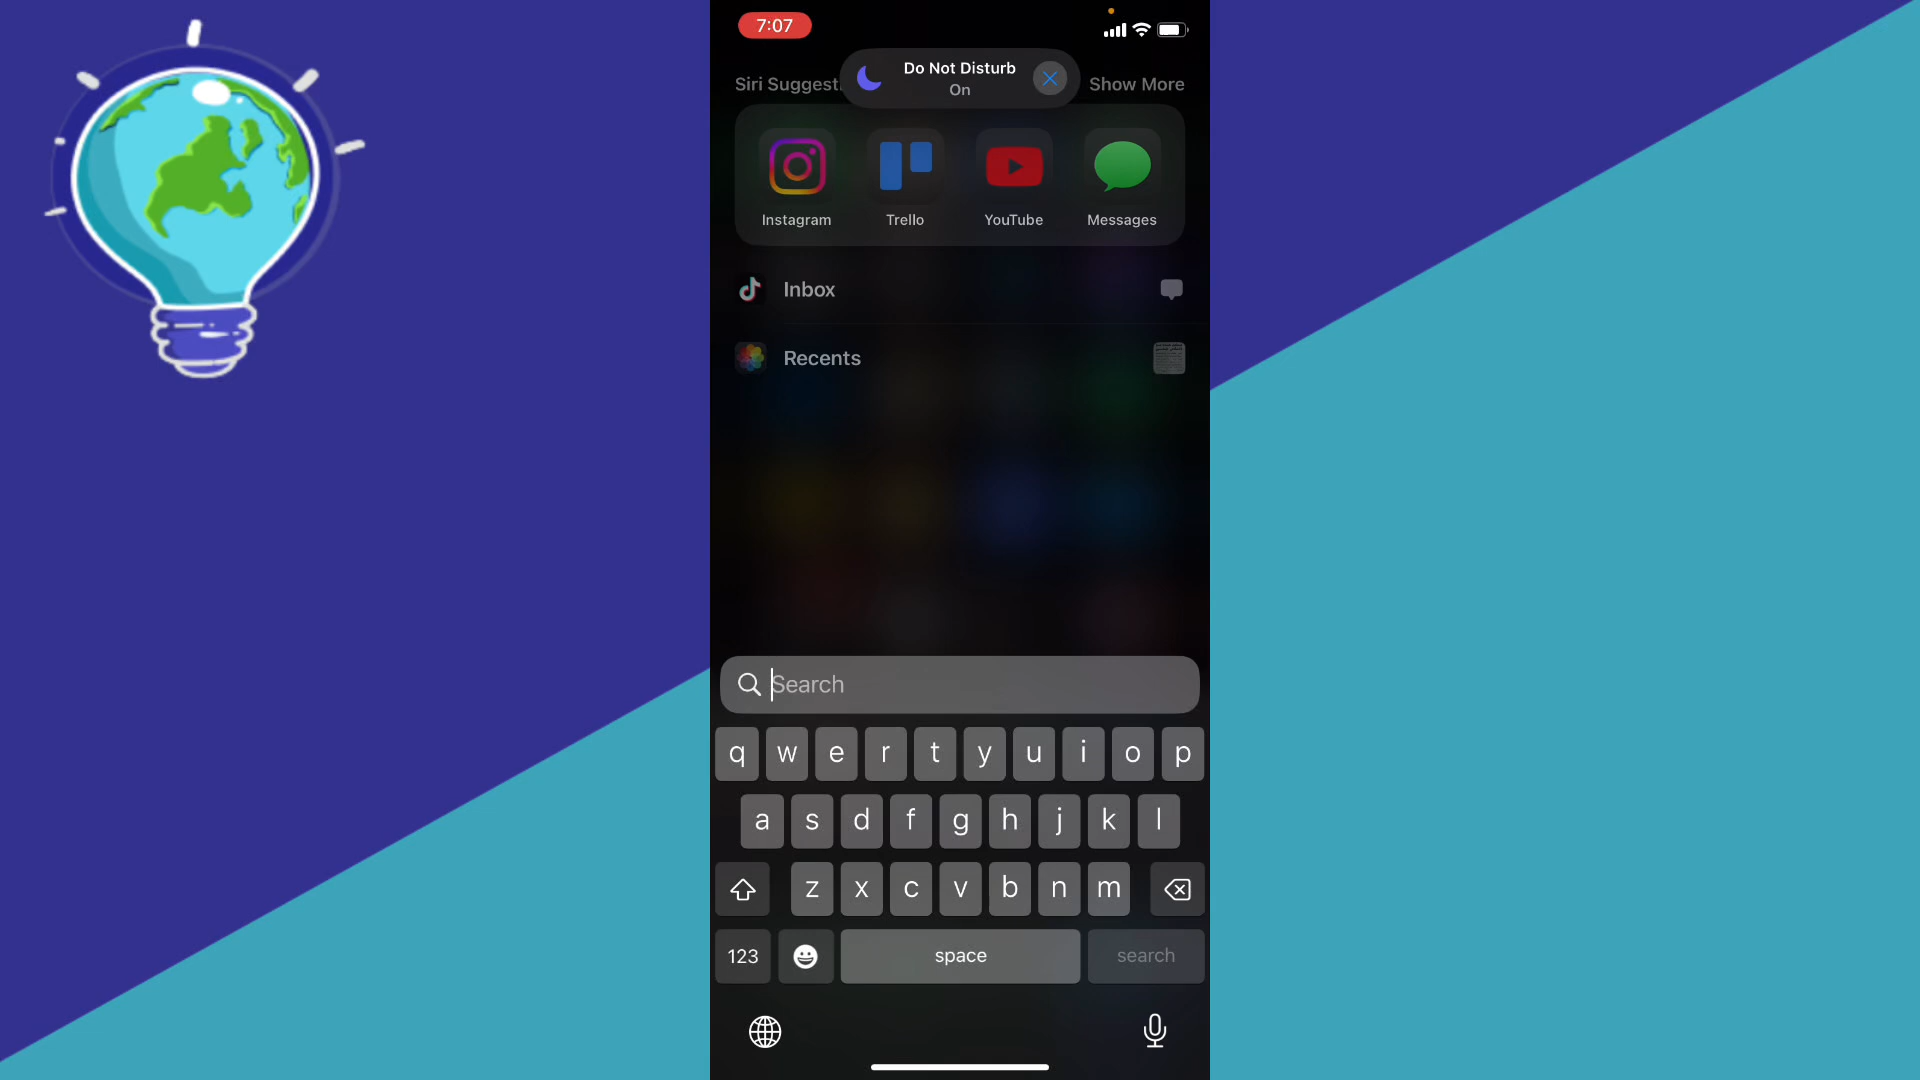 7:07
Do Not Disturb
On
Siri Suggest
Show More
Instagram
Trello
YouTube
Messages
Inbox
Recents
Search
q w e r t y u i o p
a s d f g h j k l
z x c v b n m
123
space
search